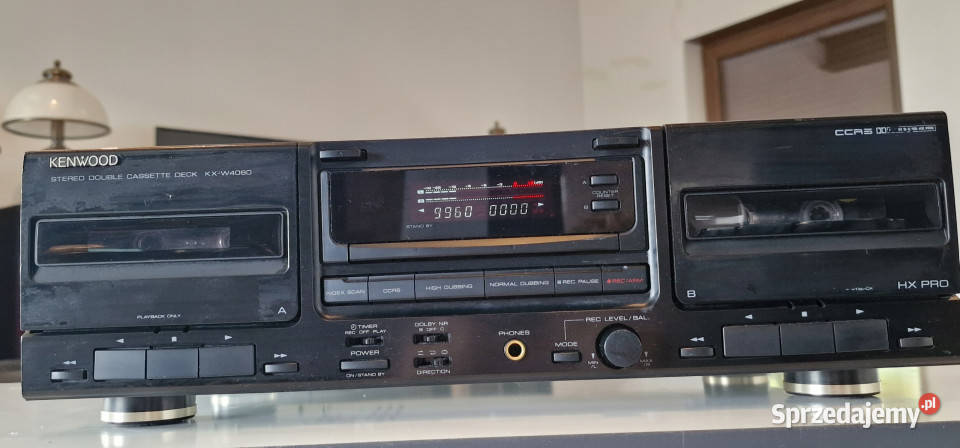 KENWOOD
STEREO DOUBLE CASSETTE DECK KX-W4060
PLAYBACK ONLY
A
9960 0000
STAND BY
A
COUNTER
RESET
B
INDEX SCAN
CCRS
HIGH DUBBING
NORMAL DUBBING
REC PAUSE
REC/ARM
TIMER
REC OFF PLAY
POWER
ON/STAND BY
DOLBY NR
B OFF C
DIRECTION
PHONES
REC LEVEL/BAL.
MODE
MIN
/L
MAX
/R
CCRS
B
HX PRO
Sprzedajemy.pl